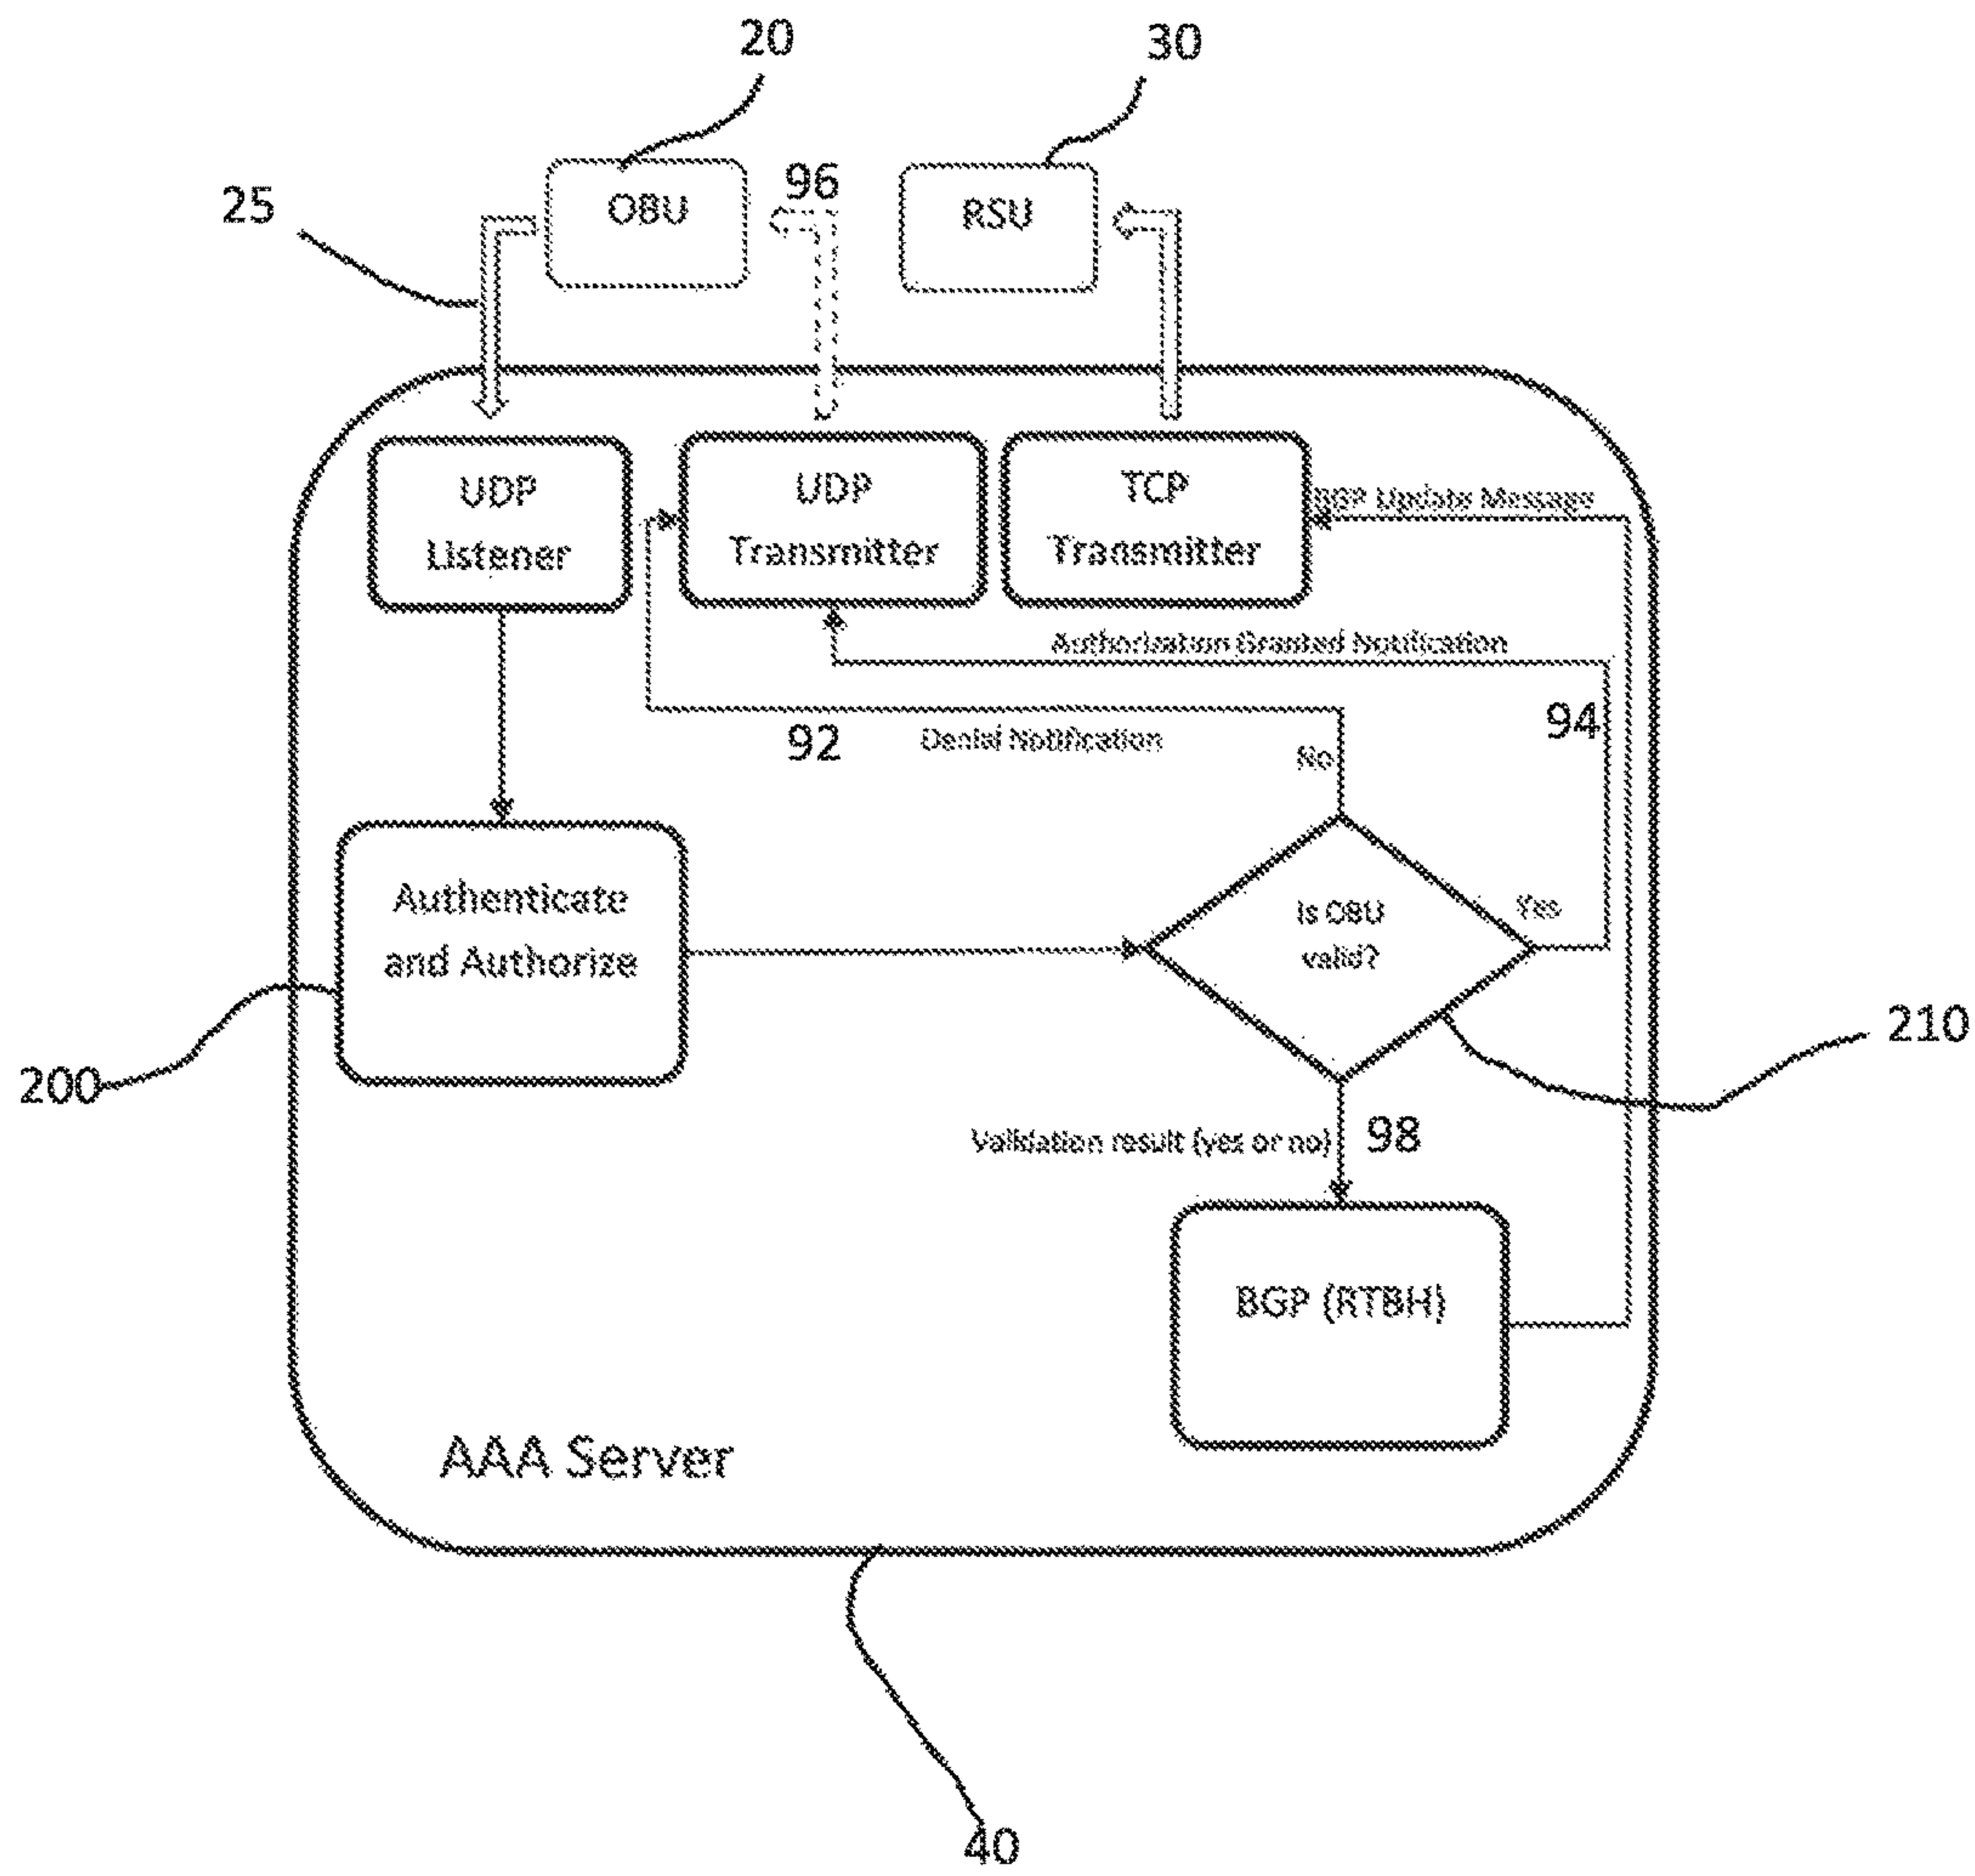 20
30
25
OBU
96
RSU
UDP
Listener
UDP
Transmitter
TCP
Transmitter
BGP Update Message
Authorization Granted Notification
92
Denial Notification
94
No
Authenticate
and Authorize
Is OBU
valid?
Yes
200
210
Validation result (yes or no)
98
BGP (RTBH)
AAA Server
40